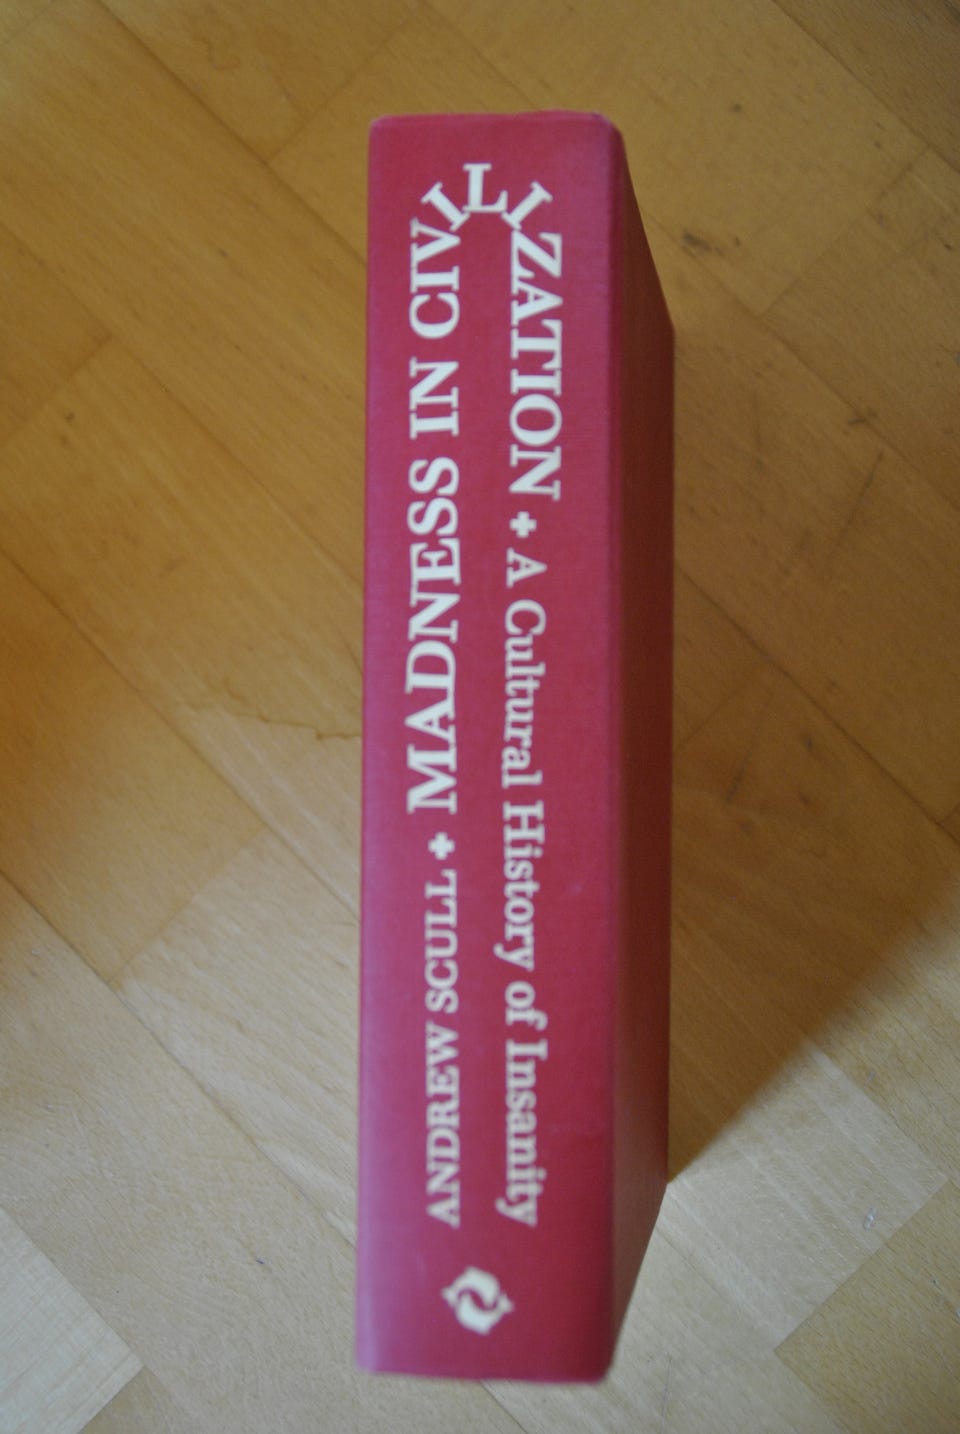 ANDREW SCULL + MADNESS IN CIVILIZATION + A Cultural History of Insanity